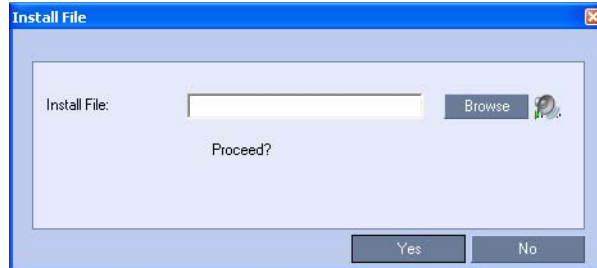 Install File
Install File:
Browse
Proceed?
Yes
No